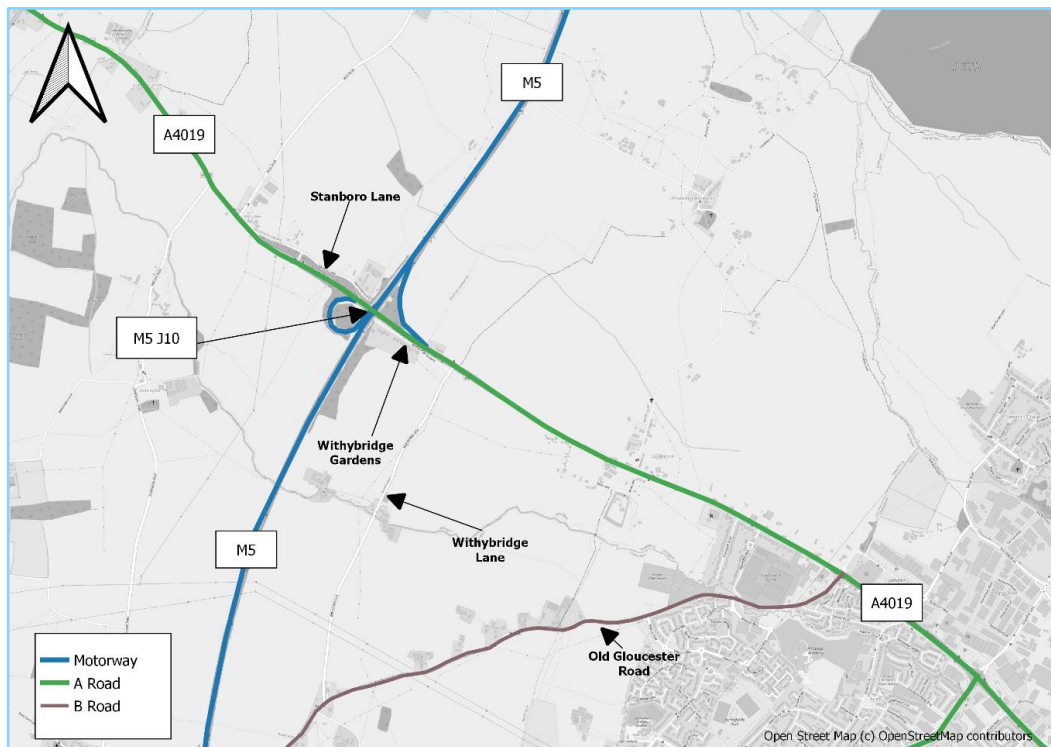 M5
A4019
Stanboro Lane
M5 J10
Withybridge
Gardens
Withybridge
Lane
M5
A4019
Old Gloucester
Road
Motorway
A Road
B Road
Open Street Map (c) OpenStreetMap contributors